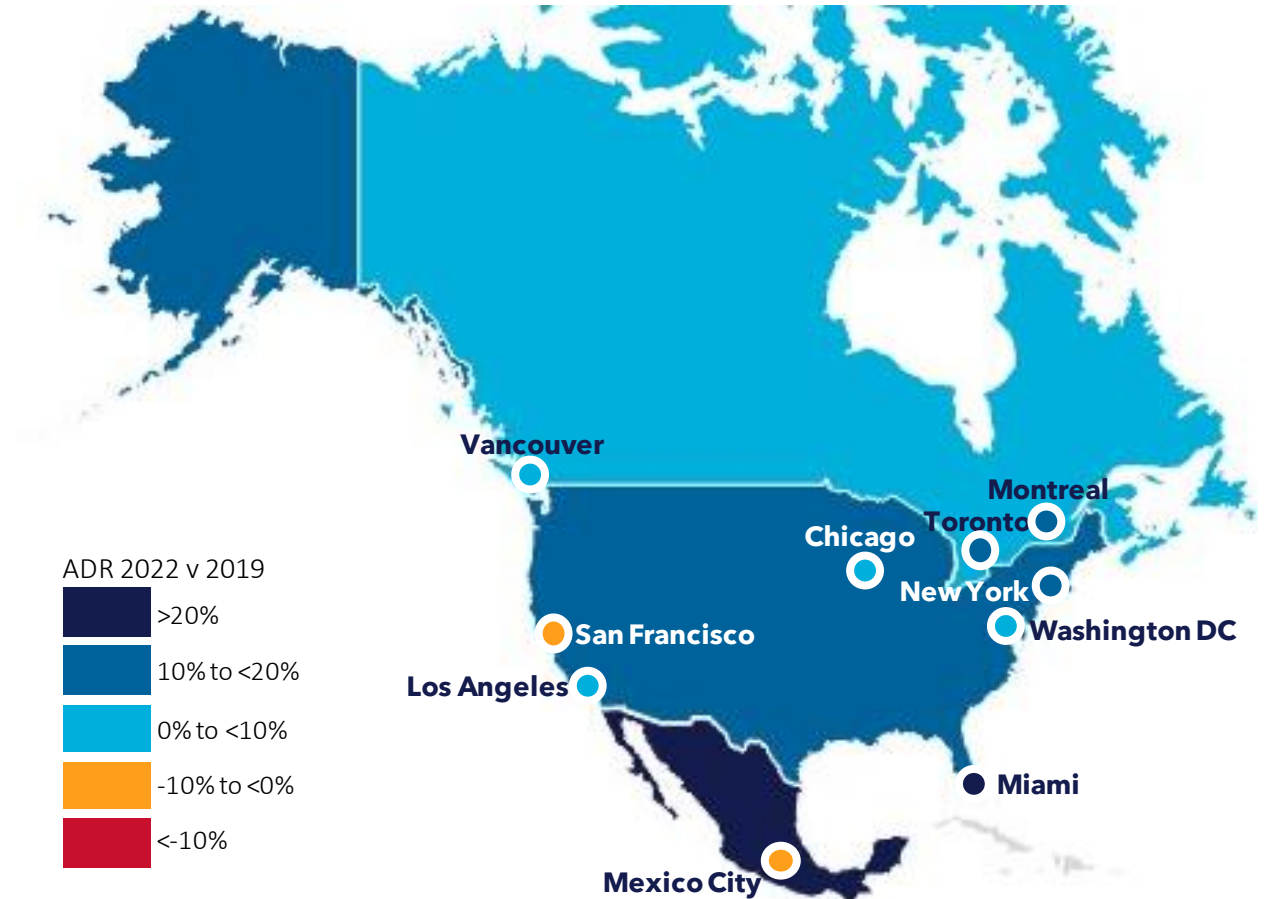 Vancouver
Montreal
Toronto
Chicago
New York
Washington DC
San Francisco
Los Angeles
Miami
Mexico City
ADR 2022 v 2019
>20%
10% to <20%
0% to <10%
-10% to <0%
<-10%